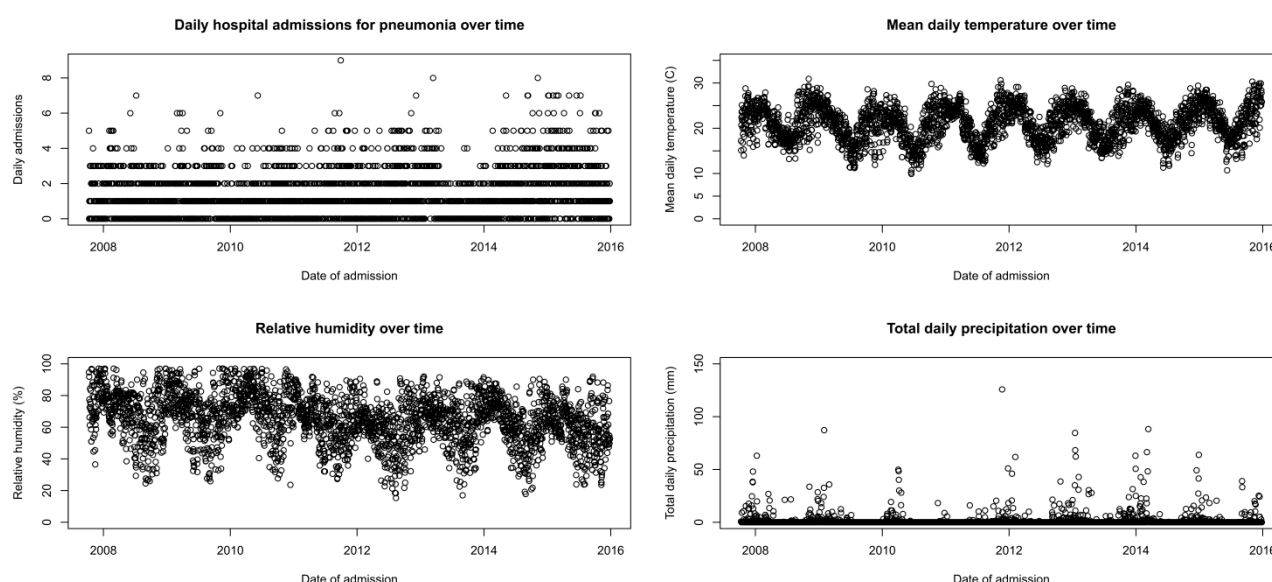 Daily hospital admissions for pneumonia over time
Daily admissions
8
6
4
2
0
2008 2010 2012 2014 2016
Date of admission
Mean daily temperature over time
Mean daily temperature (C)
30
25
20
15
10
5
0
2008 2010 2012 2014 2016
Date of admission
Relative humidity over time
Relative humidity (%)
100
80
60
40
20
0
2008 2010 2012 2014 2016
Date of admission
Total daily precipitation over time
Total daily precipitation (mm)
150
100
50
0
2008 2010 2012 2014 2016
Date of admission